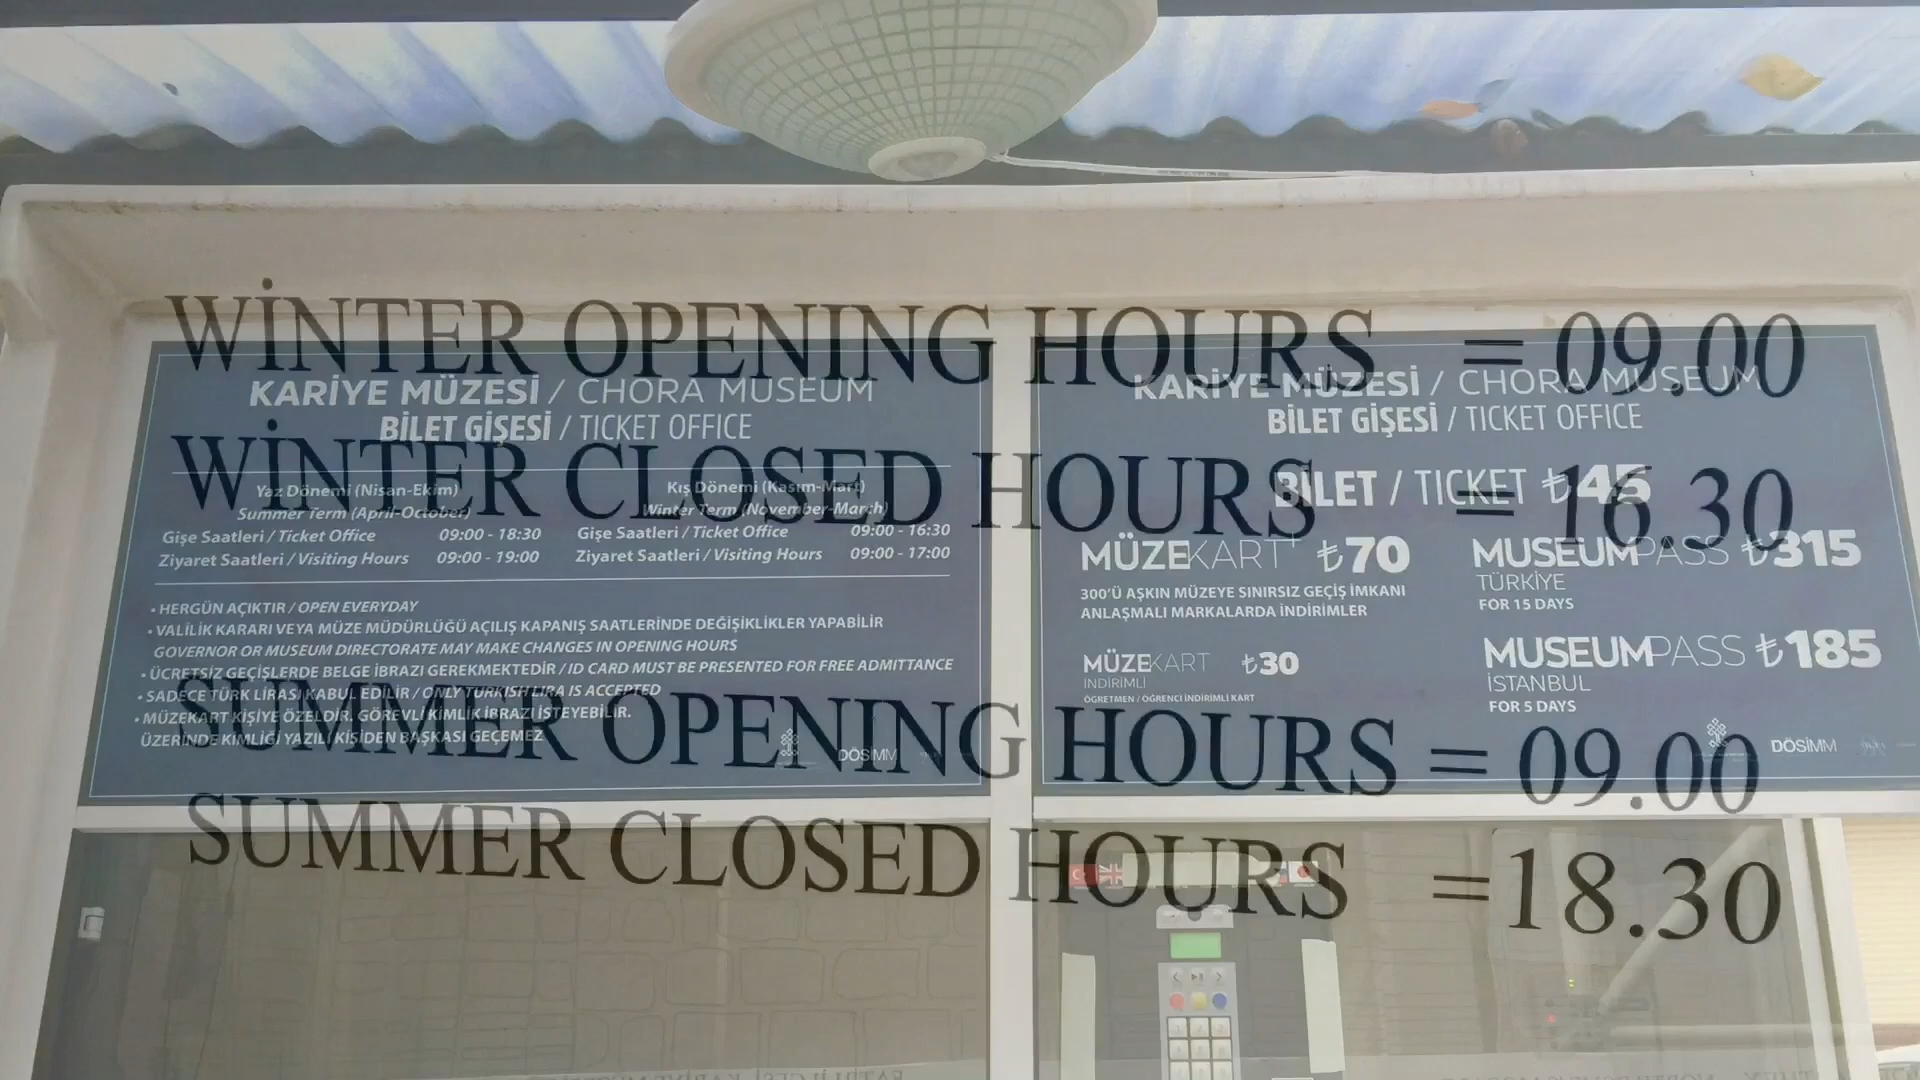 WİNTER OPENING HOURS = 09.00
WİNTER CLOSED HOURS = 16.30
SUMMER OPENING HOURS = 09.00
SUMMER CLOSED HOURS =18.30
KARİYE MÜZESİ / CHORA MUSEUM
BİLET GİŞESİ / TICKET OFFICE
Yaz Dönemi (Nisan-Ekim)
Summer Term (April-October)
Gişe Saatleri / Ticket Office 09:00 - 18:30
Ziyaret Saatleri / Visiting Hours 09:00 - 19:00
Kış Dönemi (Kasım-Mart)
Winter Term (November-March)
Gişe Saatleri / Ticket Office 09:00 - 16:30
Ziyaret Saatleri / Visiting Hours 09:00 - 17:00
• HERGÜN AÇIKTIR / OPEN EVERYDAY
• VALİLİK KARARI VEYA MÜZE MÜDÜRLÜĞÜ AÇILIŞ KAPANIŞ SAATLERİNDE DEĞİŞİKLİKLER YAPABİLİR
GOVERNOR OR MUSEUM DIRECTORATE MAY MAKE CHANGES IN OPENING HOURS
• ÜCRETSİZ GEÇİŞLERDE BELGE İBRAZI GEREKMEKTEDİR / ID CARD MUST BE PRESENTED FOR FREE ADMITTANCE
• SADECE TÜRK LİRASI KABUL EDİLİR / ONLY TURKISH LIRA IS ACCEPTED
• MÜZEKART KİŞİYE ÖZELDİR. GÖREVLİ KİMLİK İBRAZI İSTEYEBİLİR.
ÜZERİNDE KİMLİĞİ YAZILI KİŞİDEN BAŞKASI GEÇEMEZ
DÖSİMM
KARİYE MÜZESİ / CHORA MUSEUM
BİLET GİŞESİ / TICKET OFFICE
BİLET / TICKET ₺45
MÜZEKART+ ₺70
300'Ü AŞKIN MÜZEYE SINIRSIZ GEÇİŞ İMKANI
ANLAŞMALI MARKALARDA İNDİRİMLER
MÜZEKART ₺30
İNDİRİMLİ
ÖĞRETMEN / ÖĞRENCİ İNDİRİMLİ KART
MUSEUMPASS ₺315
TÜRKİYE
FOR 15 DAYS
MUSEUMPASS ₺185
İSTANBUL
FOR 5 DAYS
DÖSİMM